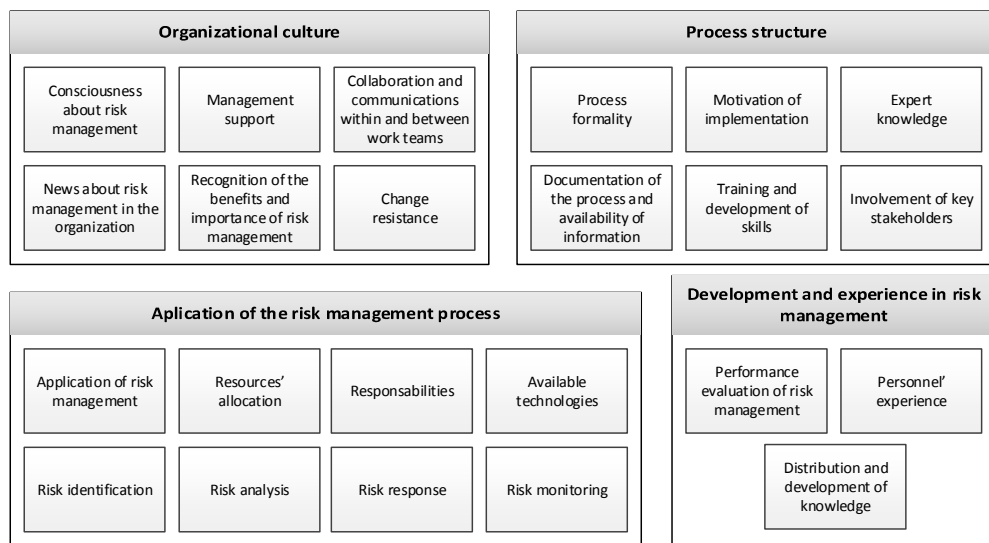 Organizational culture
Consciousness
about risk
management
Management
support
Collaboration and
communications
within and between
work teams
News about risk
management in the
organization
Recognition of the
benefits and
importance of risk
management
Change
resistance
Process structure
Process
formality
Motivation of
implementation
Expert
knowledge
Documentation of
the process and
availability of
information
Training and
development of
skills
Involvement of key
stakeholders
Aplication of the risk management process
Application of risk
management
Resources’
allocation
Responsabilities
Available
technologies
Risk identification
Risk analysis
Risk response
Risk monitoring
Development and experience in risk
management
Performance
evaluation of risk
management
Personnel’
experience
Distribution and
development of
knowledge